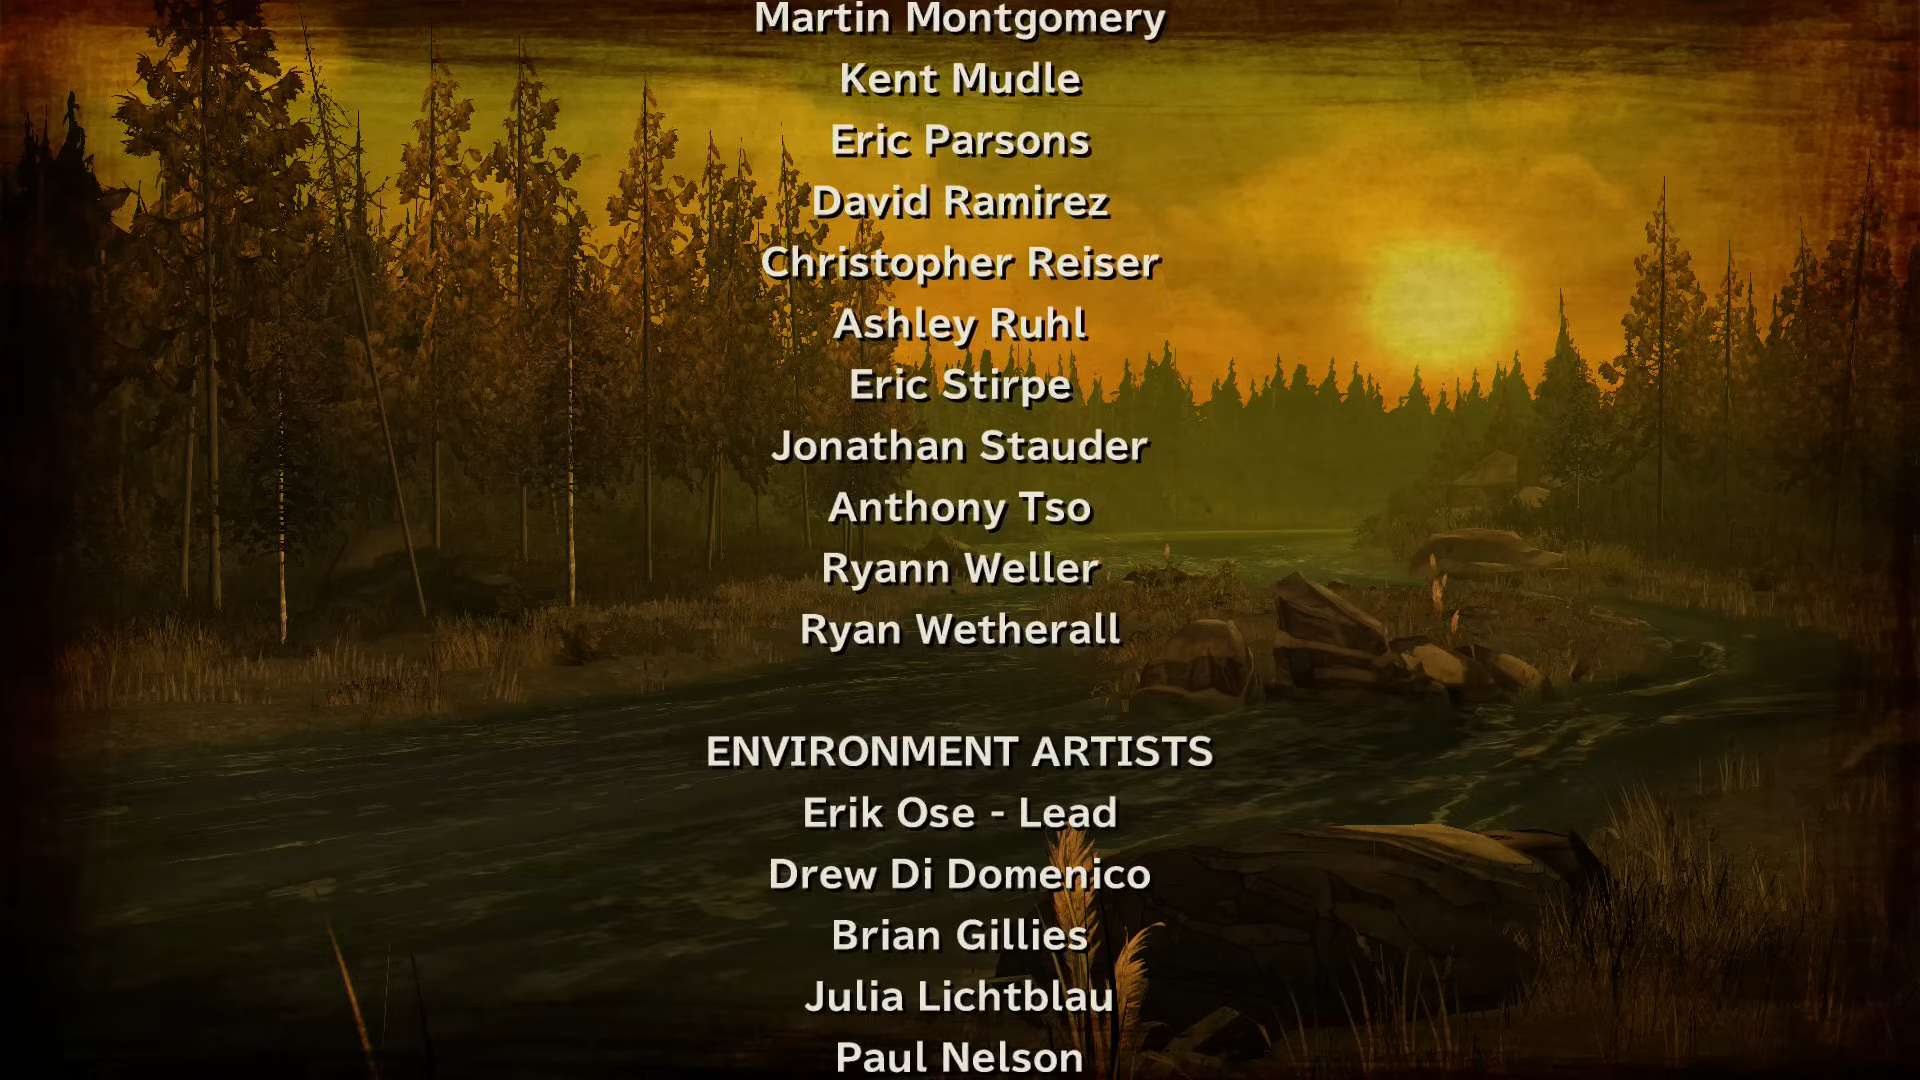 Martin Montgomery
Kent Mudle
Eric Parsons
David Ramirez
Christopher Reiser
Ashley Ruhl
Eric Stirpe
Jonathan Stauder
Anthony Tso
Ryann Weller
Ryan Wetherall
ENVIRONMENT ARTISTS
Erik Ose - Lead
Drew Di Domenico
Brian Gillies
Julia Lichtblau
Paul Nelson